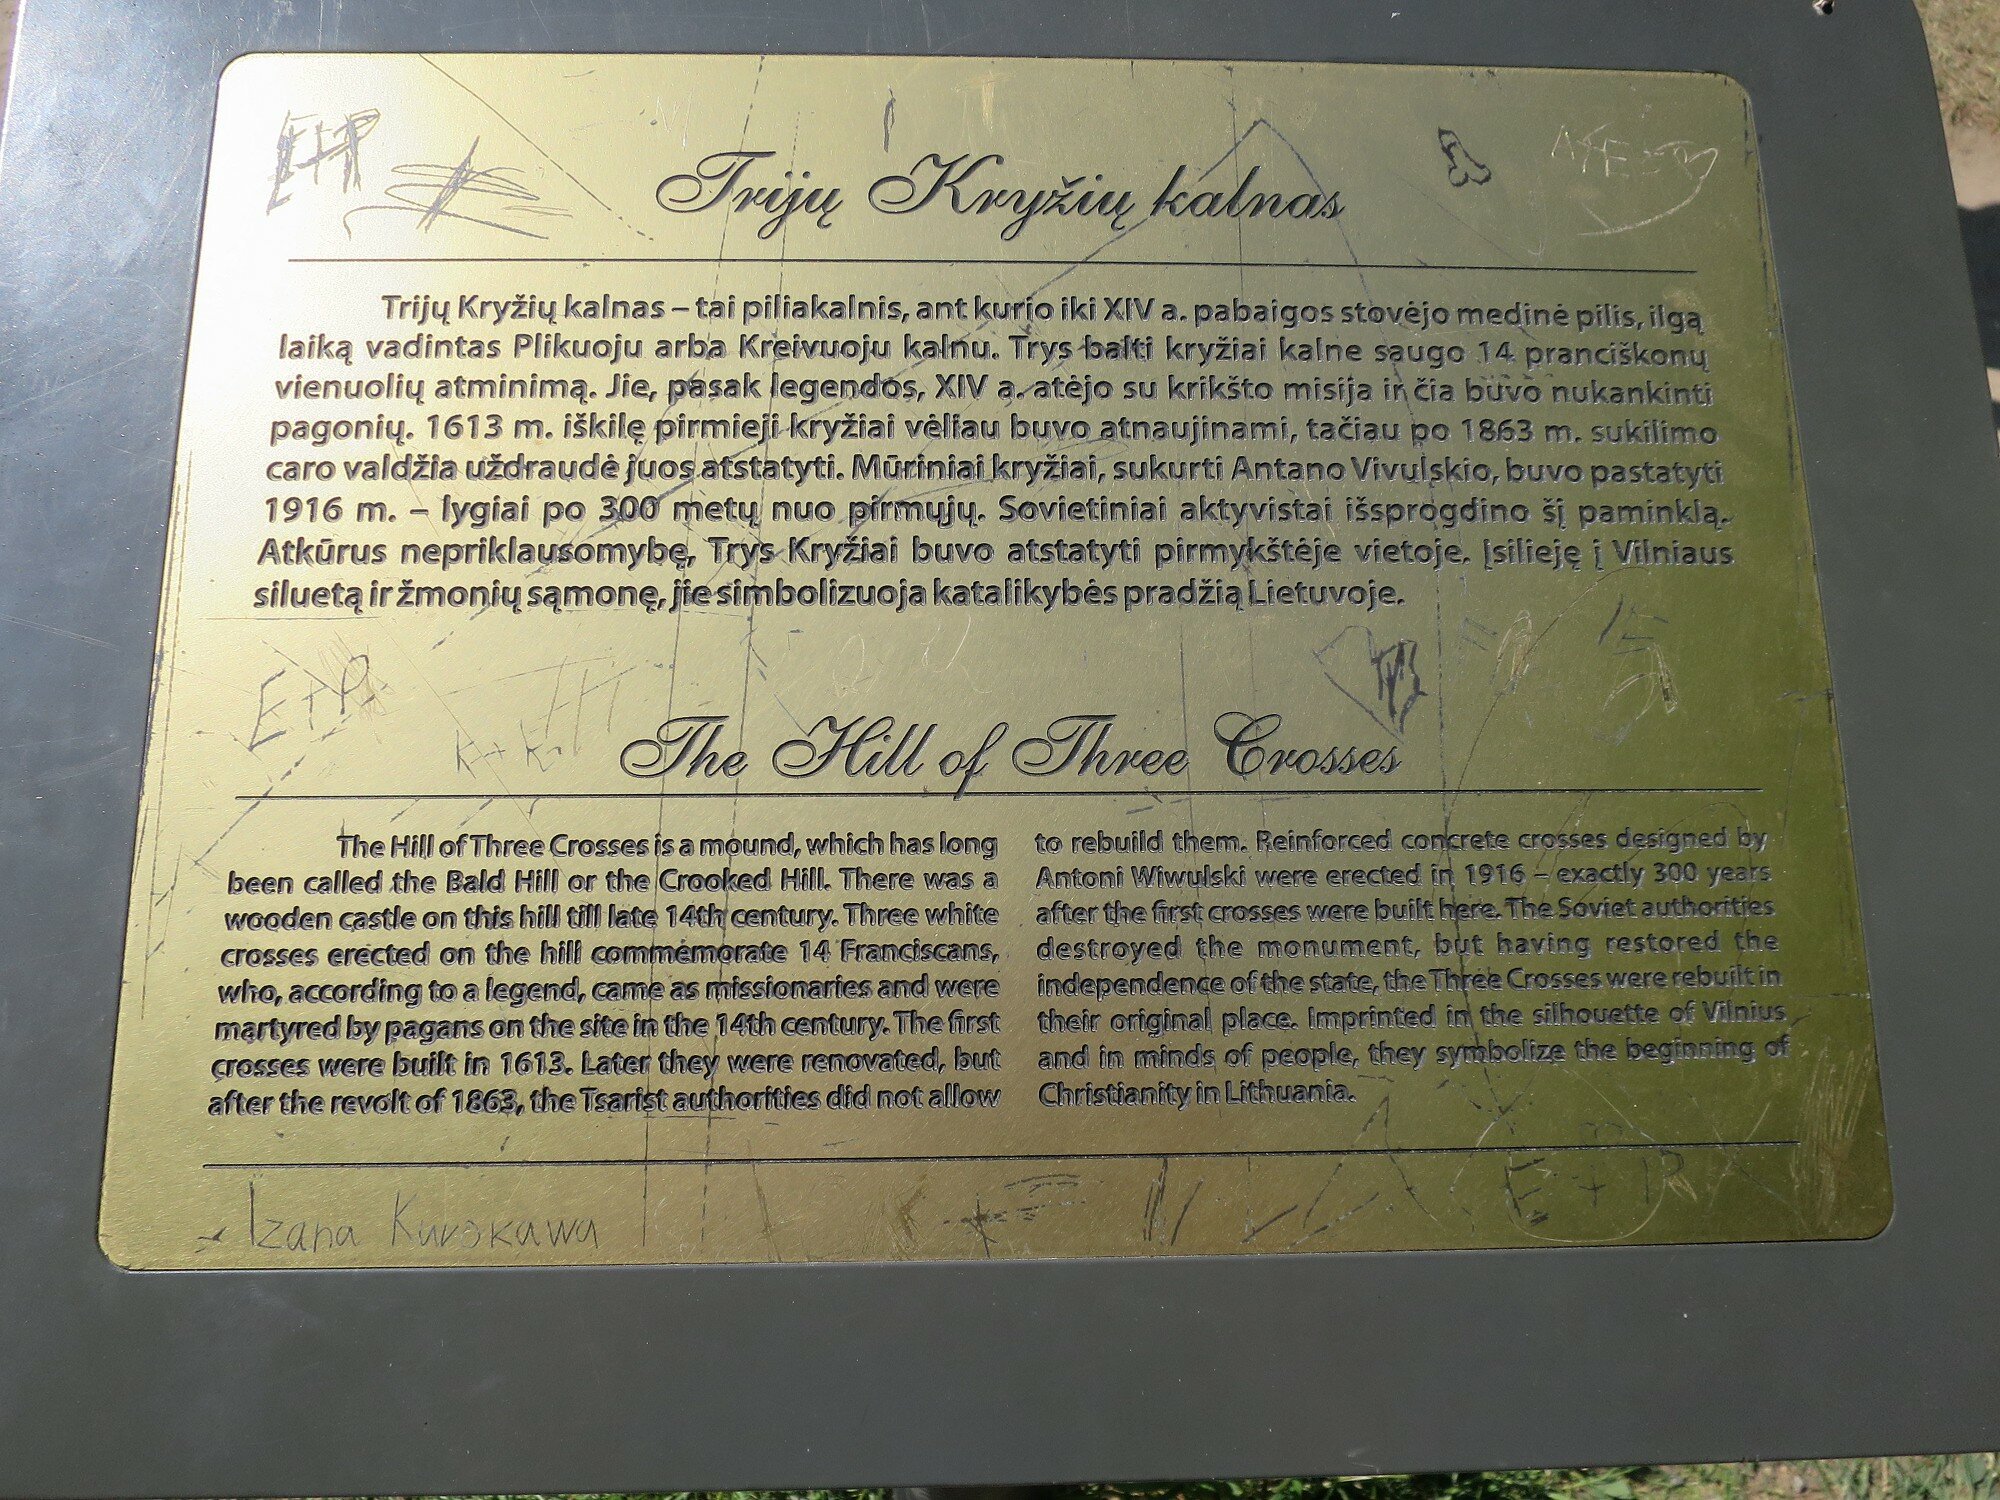 Trijų Kryžių kalnas
Trijų Kryžių kalnas – tai piliakalnis, ant kurio iki XIV a. pabaigos stovėjo medinė pilis, ilgą
laiką vadintas Plikuoju arba Kreivuoju kalnu. Trys balti kryžiai kalne saugo 14 pranciškonų
vienuolių atminimą. Jie, pasak legendos, XIV a. atėjo su krikšto misija ir čia buvo nukankinti
pagonių. 1613 m. iškilę pirmieji kryžiai vėliau buvo atnaujinami, tačiau po 1863 m. sukilimo
caro valdžia uždraudė juos atstatyti. Mūriniai kryžiai, sukurti Antano Vivulskio, buvo pastatyti
1916 m. – lygiai po 300 metų nuo pirmųjų. Sovietiniai aktyvistai išsprogdino šį paminklą.
Atkūrus nepriklausomybę, Trys Kryžiai buvo atstatyti pirmykštėje vietoje. Įsilieję į Vilniaus
siluetą ir žmonių sąmonę, jie simbolizuoja katalikybės pradžią Lietuvoje.
E+P
K+K
The Hill of Three Crosses
The Hill of Three Crosses is a mound, which has long
been called the Bald Hill or the Crooked Hill. There was a
wooden castle on this hill till late 14th century. Three white
crosses erected on the hill commemorate 14 Franciscans,
who, according to a legend, came as missionaries and were
martyred by pagans on the site in the 14th century. The first
crosses were built in 1613. Later they were renovated, but
after the revolt of 1863, the Tsarist authorities did not allow
to rebuild them. Reinforced concrete crosses designed by
Antoni Wiwulski were erected in 1916 – exactly 300 years
after the first crosses were built here. The Soviet authorities
destroyed the monument, but having restored the
independence of the state, the Three Crosses were rebuilt in
their original place. Imprinted in the silhouette of Vilnius
and in minds of people, they symbolize the beginning of
Christianity in Lithuania.
Izana Kurokawa